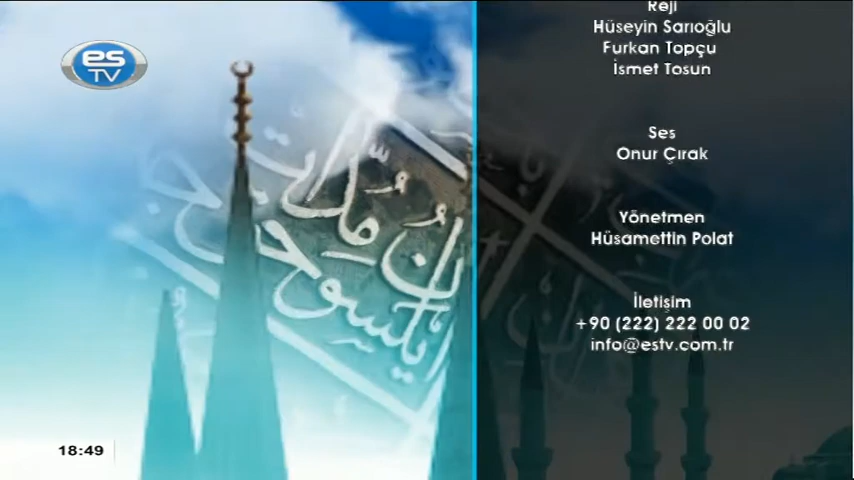 es
TV
Reji
Hüseyin Sarıoğlu
Furkan Topçu
İsmet Tosun
Ses
Onur Çırak
Yönetmen
Hüsamettin Polat
İletişim
+90 (222) 222 00 02
info@estv.com.tr
18:49